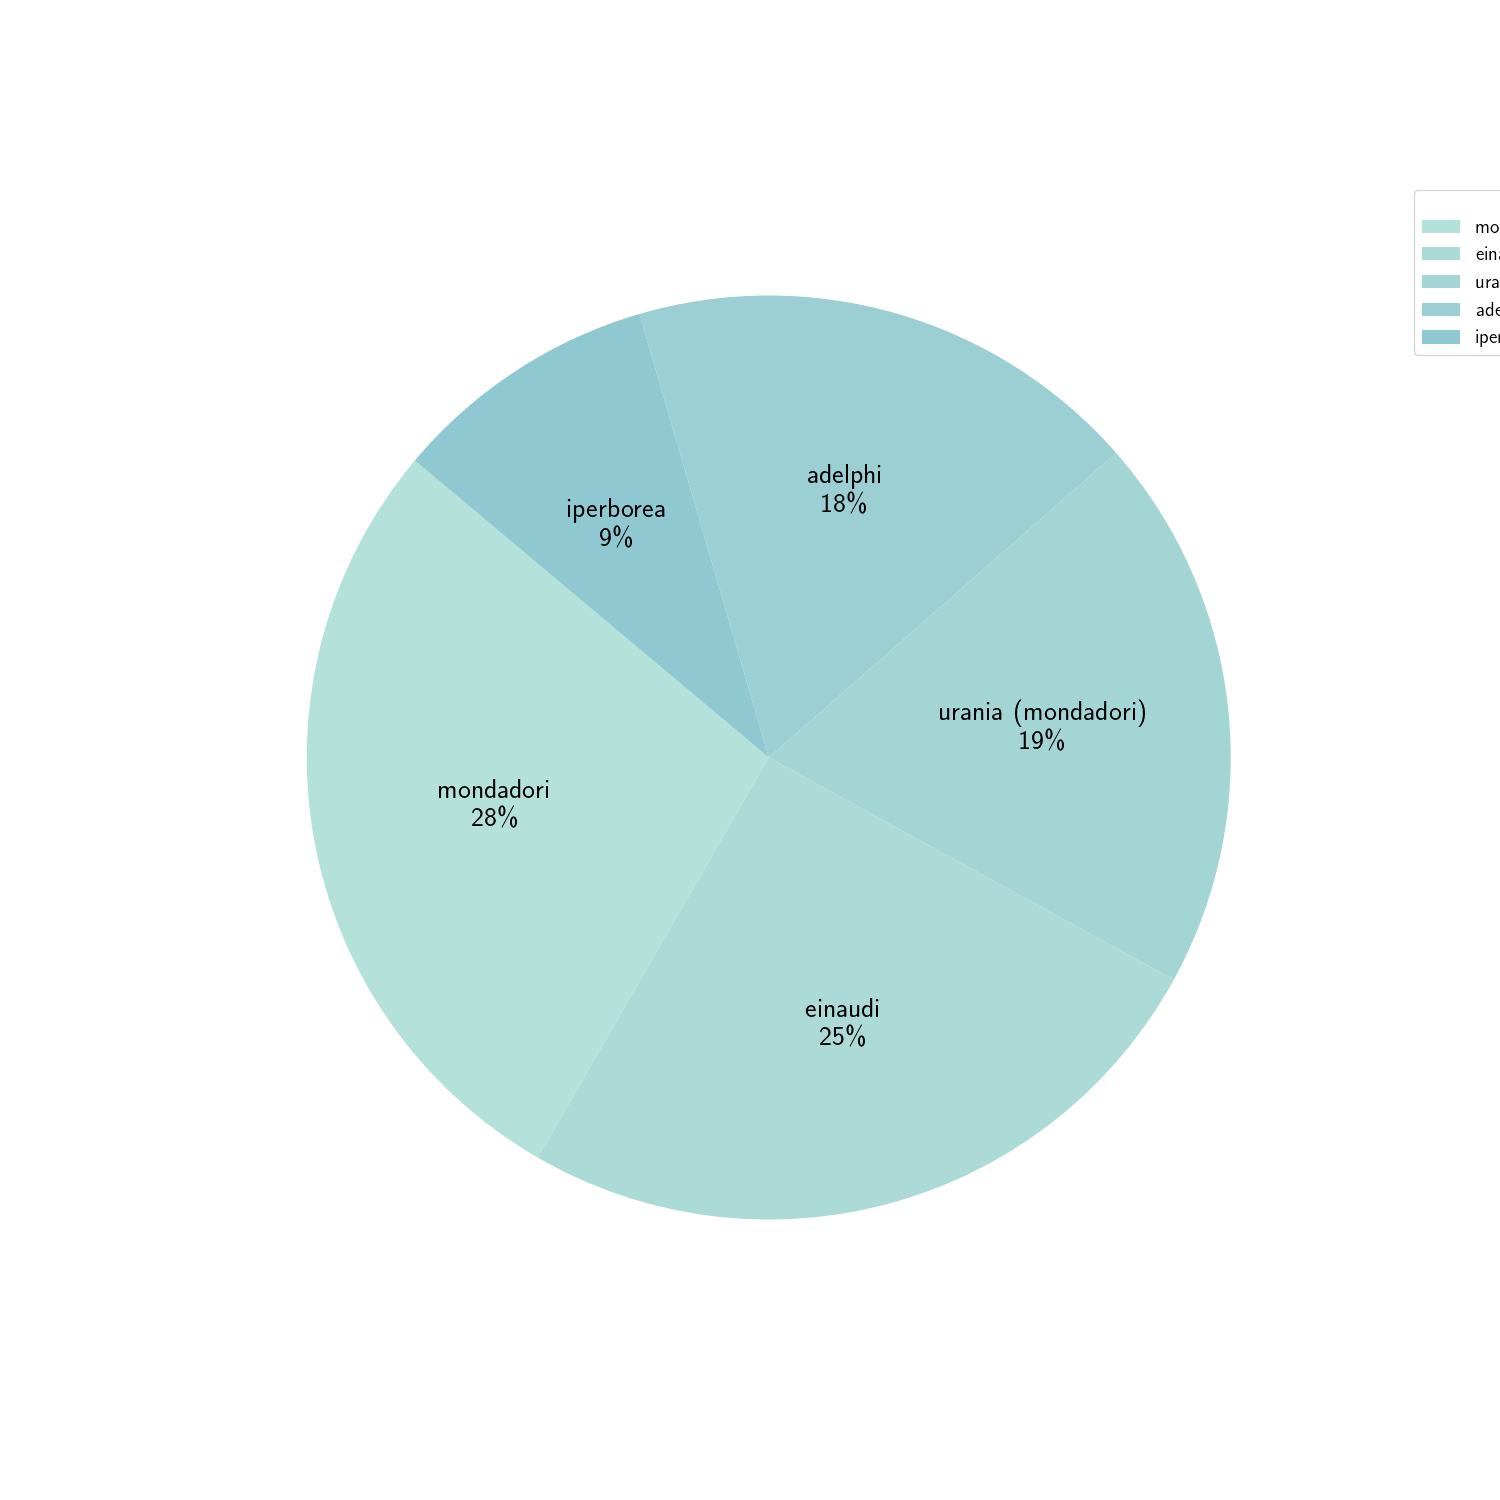 adelphi
18%
iperborea
9%
urania (mondadori)
19%
mondadori
28%
einaudi
25%